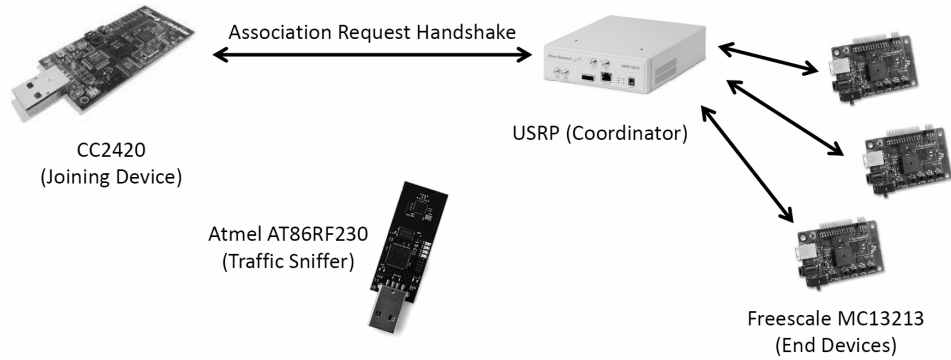 Association Request Handshake
USRP (Coordinator)
CC2420
(Joining Device)
Atmel AT86RF230
(Traffic Sniffer)
Freescale MC13213
(End Devices)